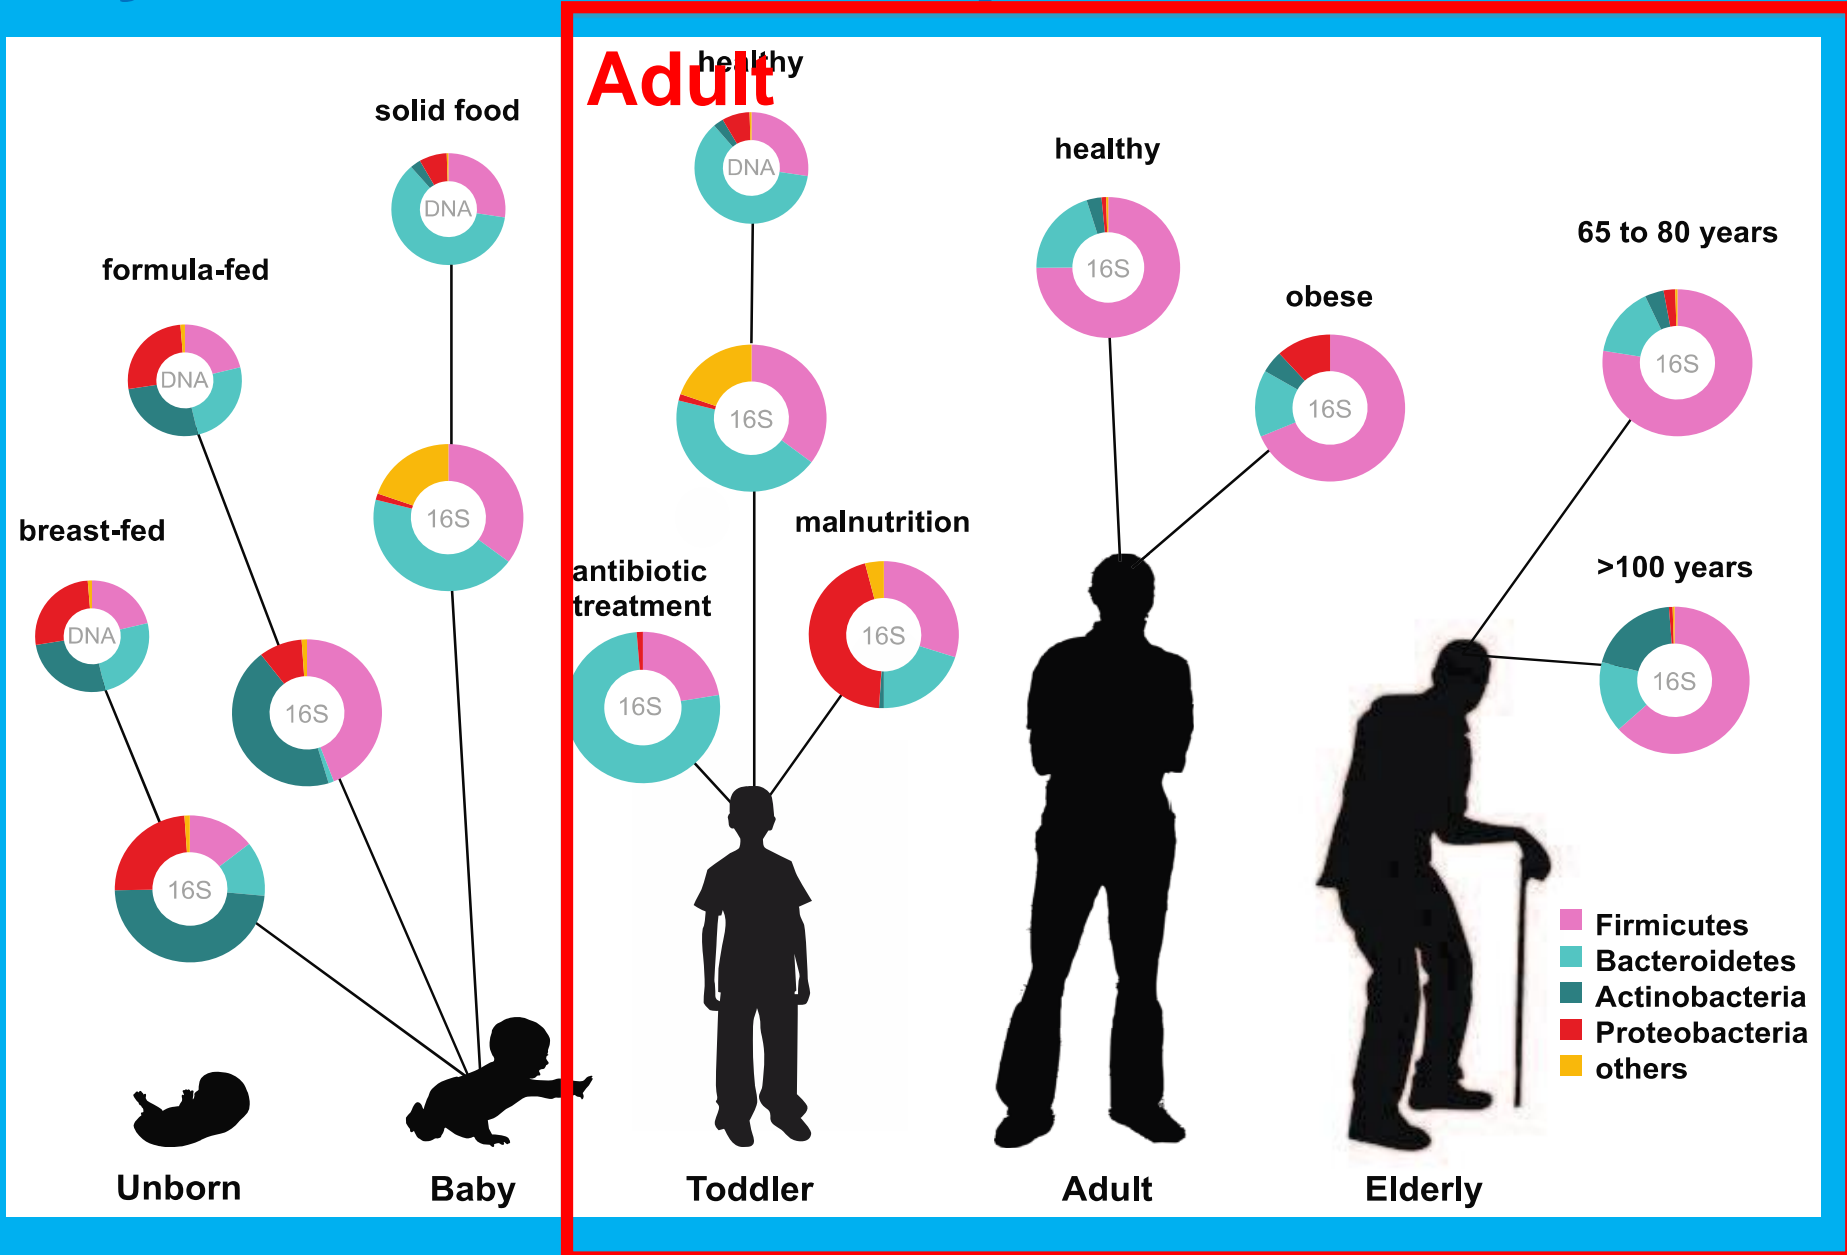 Adult
healthy
solid food
DNA
DNA
healthy
16S
65 to 80 years
formula-fed
obese
DNA
16S
16S
16S
16S
breast-fed
malnutrition
antibiotic
treatment
>100 years
DNA
16S
16S
16S
16S
16S
Firmicutes
Bacteroidetes
Actinobacteria
Proteobacteria
others
Unborn
Baby
Toddler
Adult
Elderly